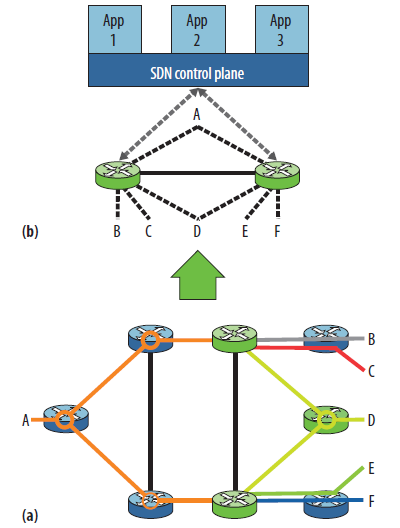 App App App
1 2 3
SDN control plane
A
(b) B C D E F
B
C
A D
E
F
(a)